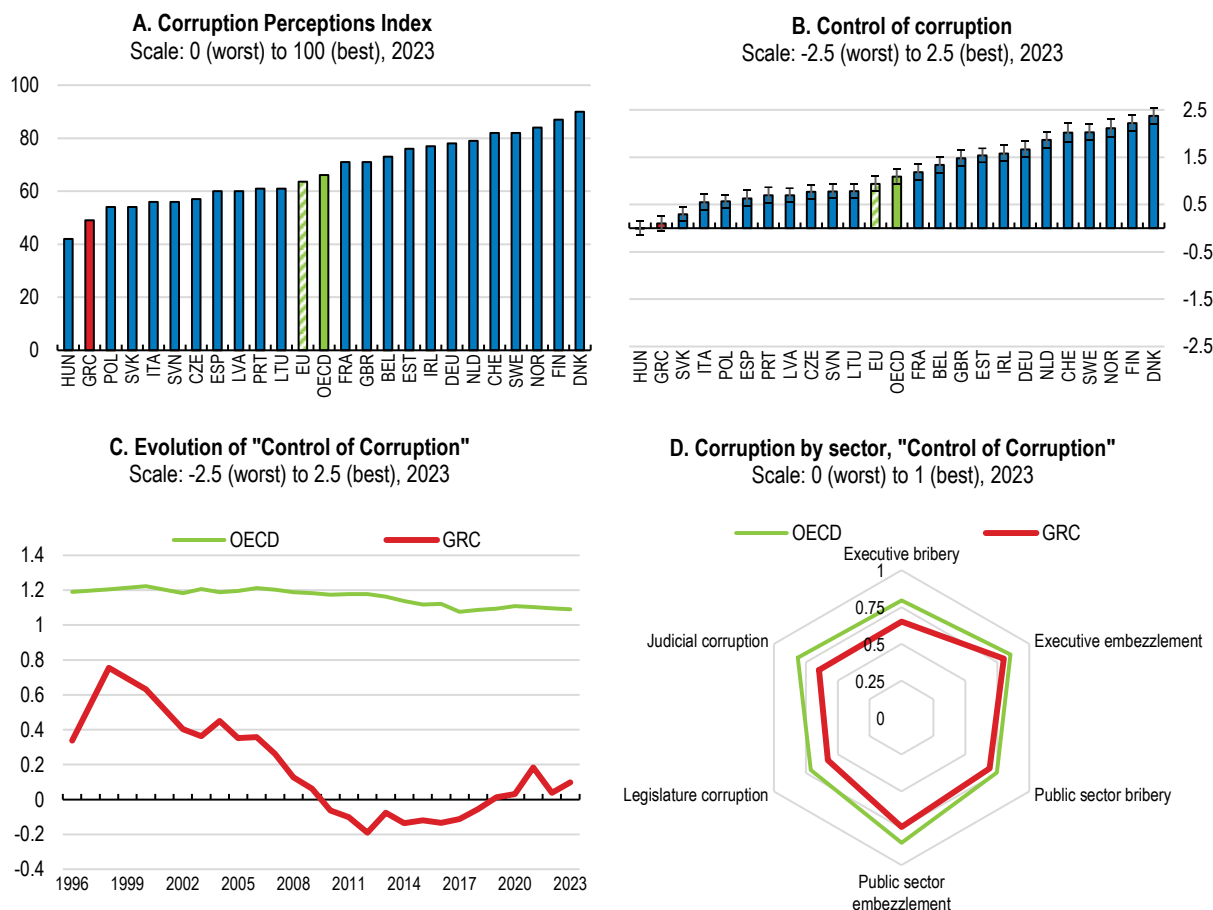 A. Corruption Perceptions Index
Scale: 0 (worst) to 100 (best), 2023
100
80
60
40
20
0
HUN GRC POL SVK ITA SVN CZE ESP LVA PRT LTU EU OECD FRA GBR BEL EST IRL DEU NLD CHE SWE NOR FIN DNK
B. Control of corruption
Scale: -2.5 (worst) to 2.5 (best), 2023
2.5
1.5
0.5
-0.5
-1.5
-2.5
HUN GRC SVK ITA POL ESP PRT LVA CZE SVN LTU EU OECD FRA BEL GBR EST IRL DEU NLD CHE SWE NOR FIN DNK
C. Evolution of "Control of Corruption"
Scale: -2.5 (worst) to 2.5 (best), 2023
OECD GRC
1.4
1.2
1
0.8
0.6
0.4
0.2
0
-0.2
-0.4
1996 1999 2002 2005 2008 2011 2014 2017 2020 2023
D. Corruption by sector, "Control of Corruption"
Scale: 0 (worst) to 1 (best), 2023
OECD GRC
Executive bribery
1
0.75
0.5
0.25
0
Executive embezzlement
Public sector bribery
Public sector
embezzlement
Legislature corruption
Judicial corruption